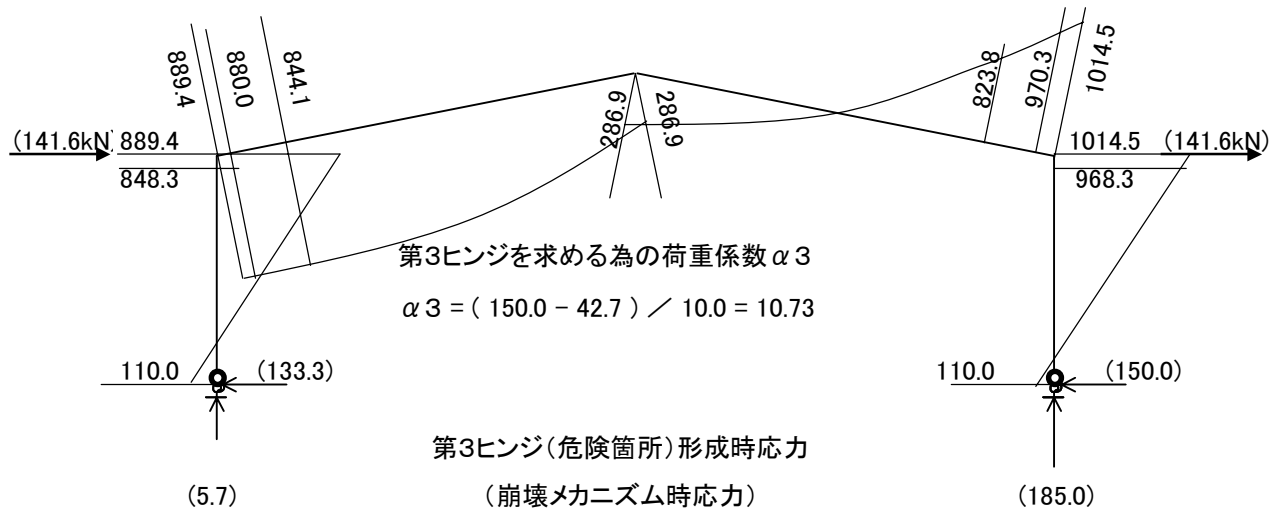 889.4
880.0
844.1
286.9
286.9
823.8
970.3
1014.5
(141.6kN) 889.4
848.3
1014.5 (141.6kN)
968.3
第3ヒンジを求める為の荷重係数α3
α3 = ( 150.0 − 42.7 ) / 10.0 = 10.73
110.0 (133.3)
110.0 (150.0)
第3ヒンジ(危険箇所)形成時応力
(5.7) (崩壊メカニズム時応力) (185.0)